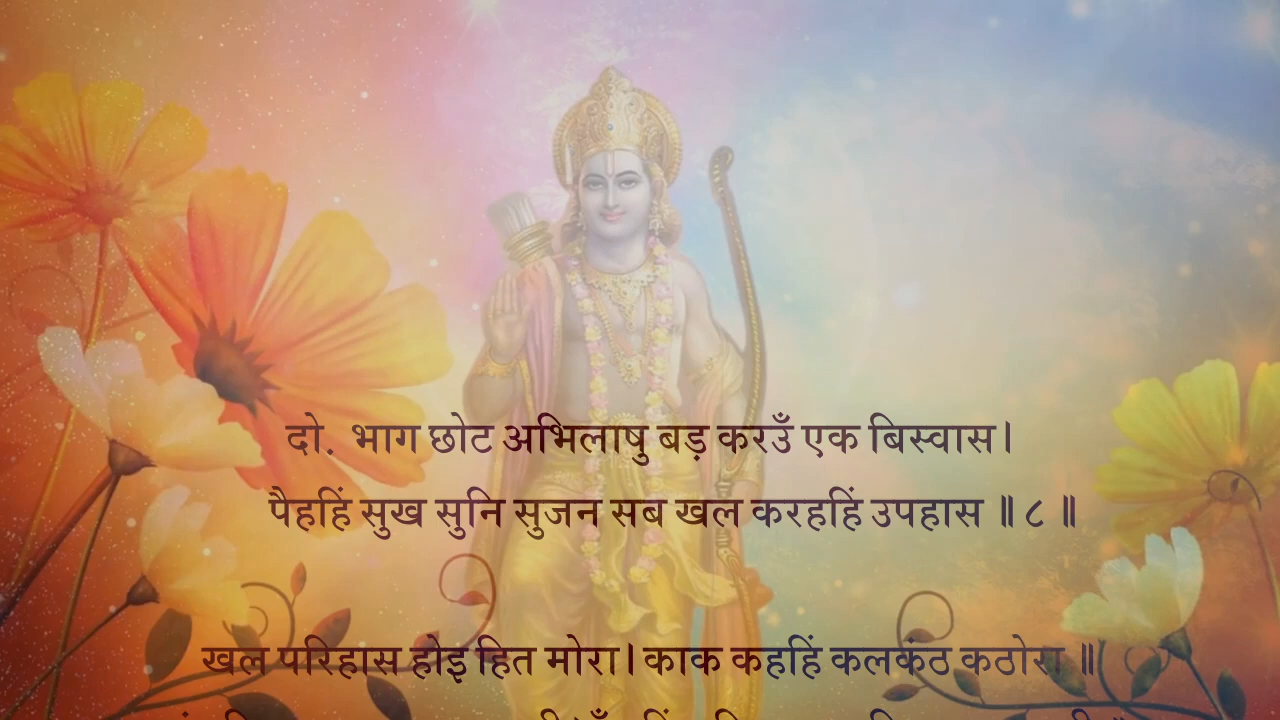 दो. भाग छोट अभिलाषु बड़ करउँ एक बिस्वास।
पैहहिं सुख सुनि सुजन सब खल करहहिं उपहास ॥ ८ ॥
खल परिहास होइ हित मोरा। काक कहहिं कलकंठ कठोरा ॥